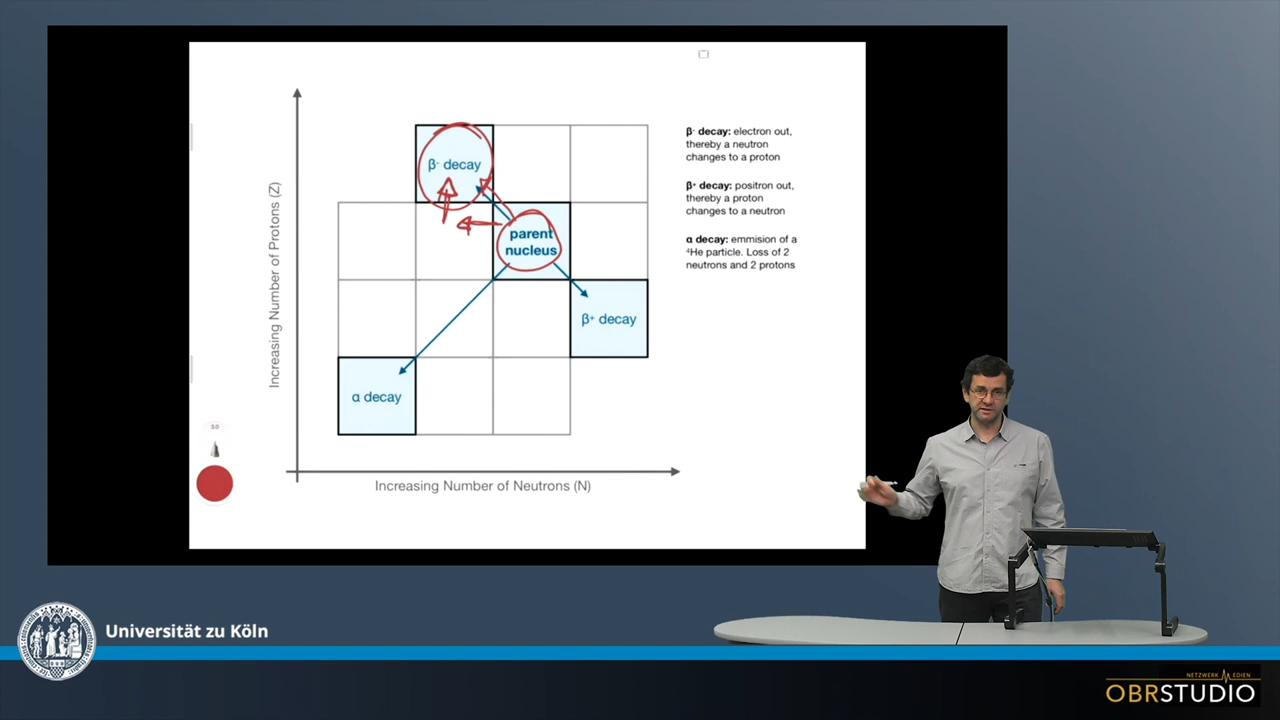 β- decay
parent
nucleus
β+ decay
α decay
Increasing Number of Protons (Z)
Increasing Number of Neutrons (N)
β- decay: electron out,
thereby a neutron
changes to a proton
β+ decay: positron out,
thereby a proton
changes to a neutron
α decay: emmision of a
⁴He particle. Loss of 2
neutrons and 2 protons
Universität zu Köln
NETZWERK MEDIEN
OBRSTUDIO